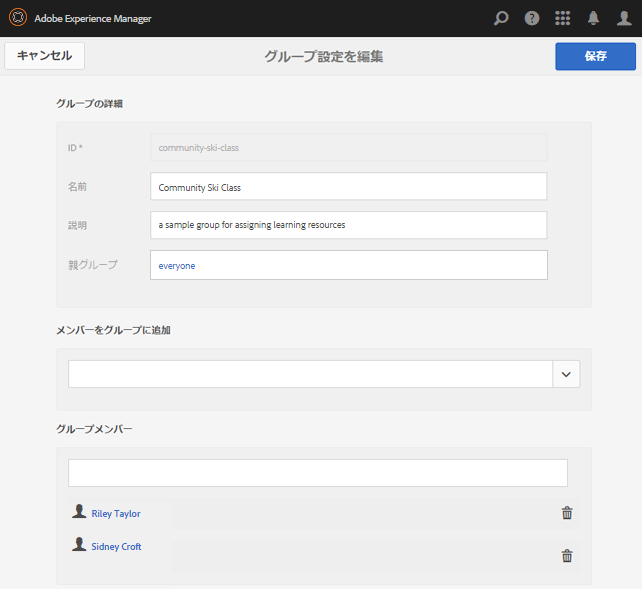 Adobe Experience Manager
キャンセル グループ設定を編集 保存
グループの詳細
ID * community-ski-class
名前 Community Ski Class
説明 a sample group for assigning learning resources
親グループ everyone
メンバーをグループに追加
グループメンバー
Riley Taylor
Sidney Croft